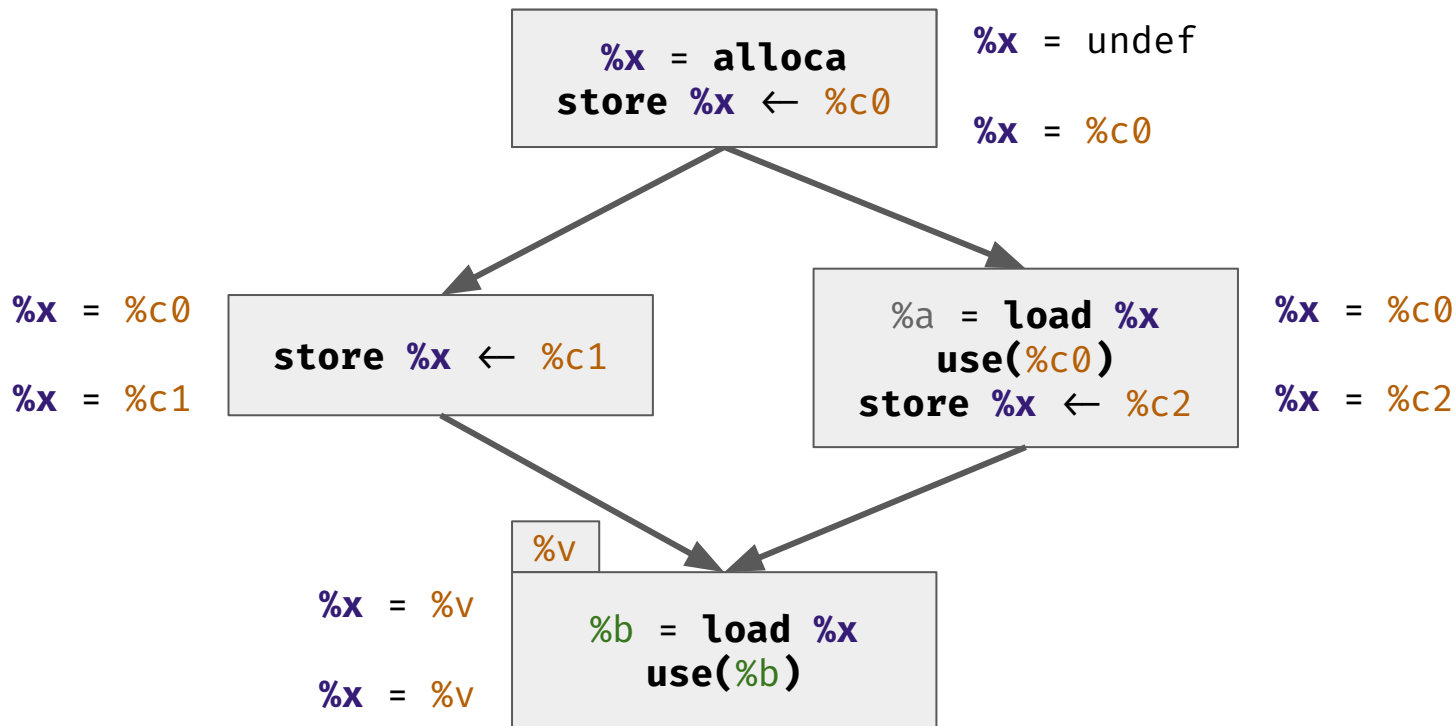 %x = alloca
store %x ← %c0
%x = undef
%x = %c0
%x = %c0
%x = %c1
store %x ← %c1
%a = load %x
use(%c0)
store %x ← %c2
%x = %c0
%x = %c2
%v
%x = %v
%x = %v
%b = load %x
use(%b)